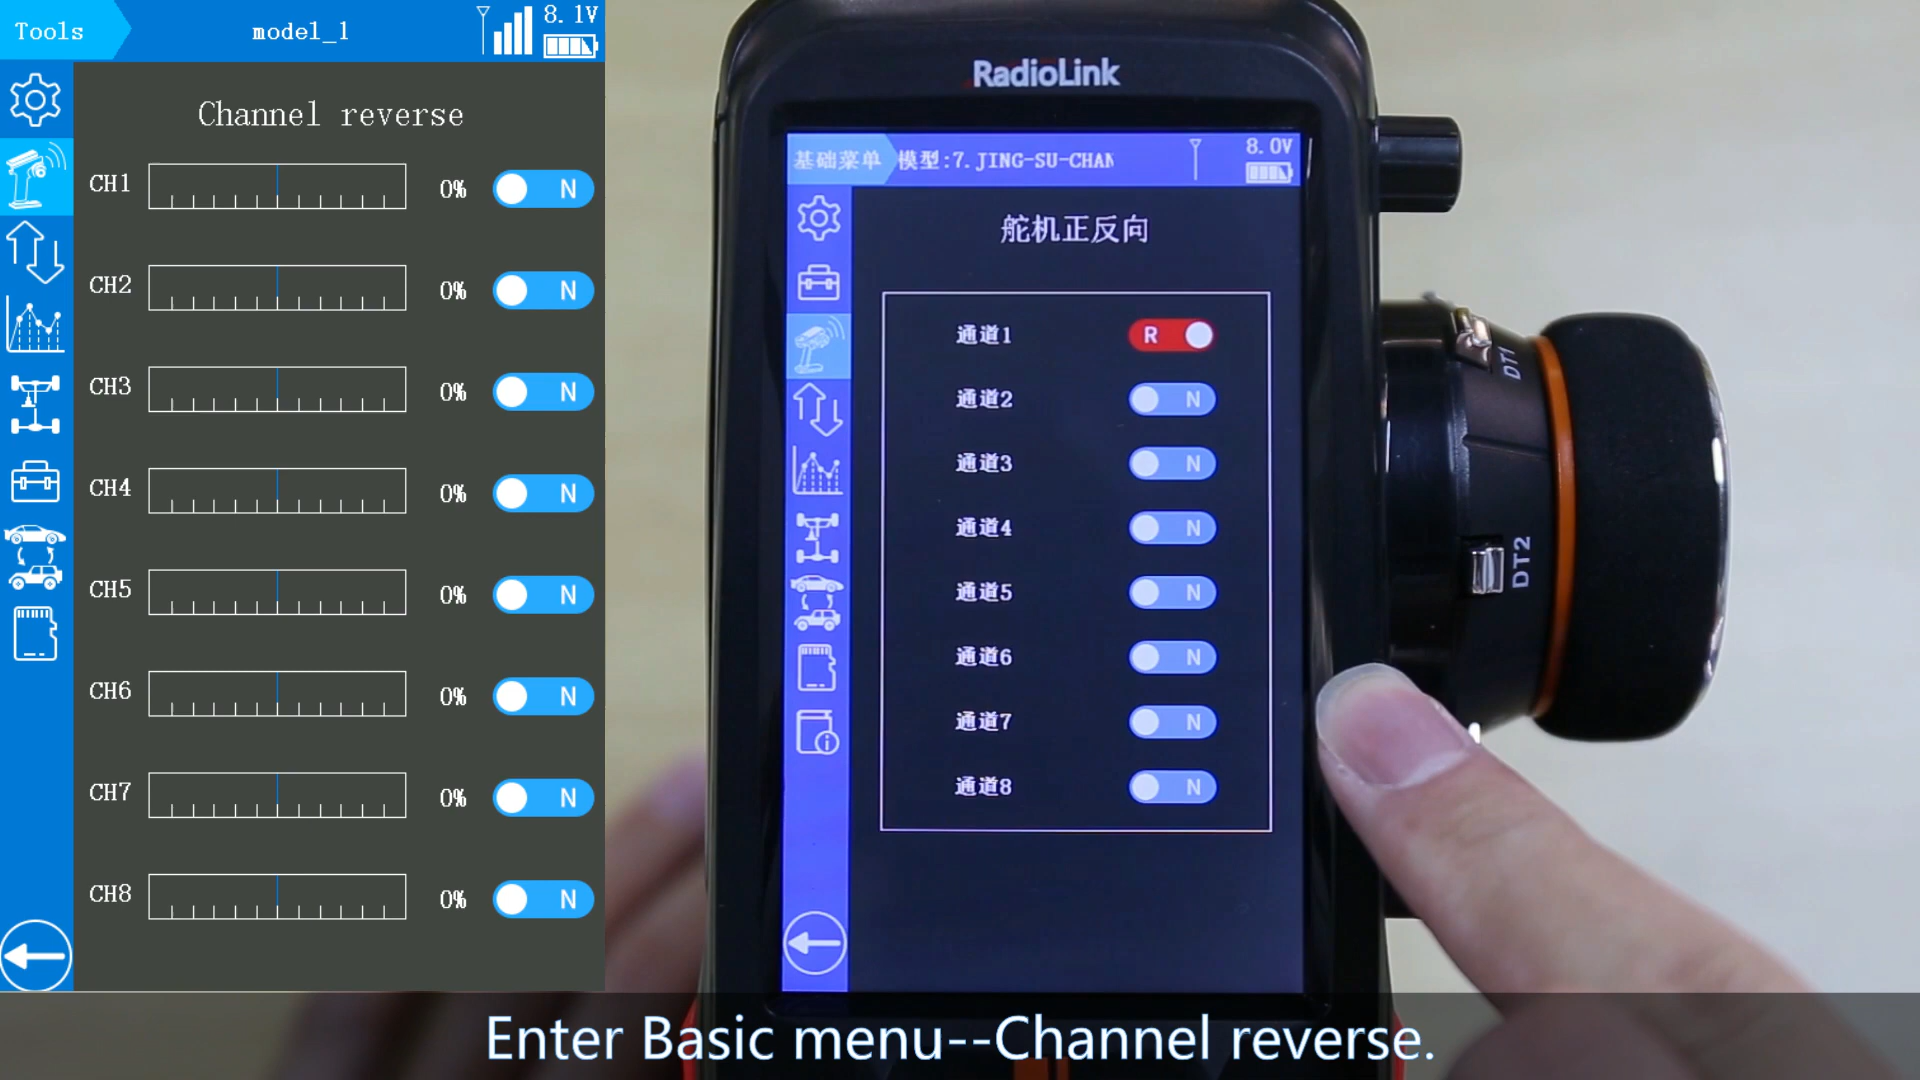 Tools
model_1
8.1V
Channel reverse
CH1 0% N
CH2 0% N
CH3 0% N
CH4 0% N
CH5 0% N
CH6 0% N
CH7 0% N
CH8 0% N
RadioLink
基础菜单
模型:7.JING-SU-CHAN
8.0V
舵机正反向
通道1 R
通道2 N
通道3 N
通道4 N
通道5 N
通道6 N
通道7 N
通道8 N
DT1
DT2
Enter Basic menu--Channel reverse.